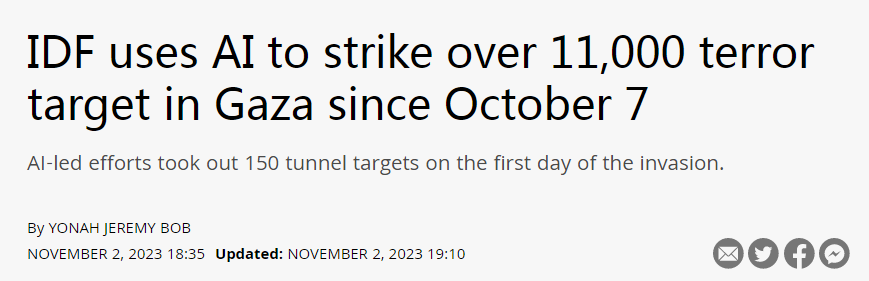 IDF uses AI to strike over 11,000 terror
target in Gaza since October 7
AI-led efforts took out 150 tunnel targets on the first day of the invasion.
By YONAH JEREMY BOB
NOVEMBER 2, 2023 18:35 Updated: NOVEMBER 2, 2023 19:10